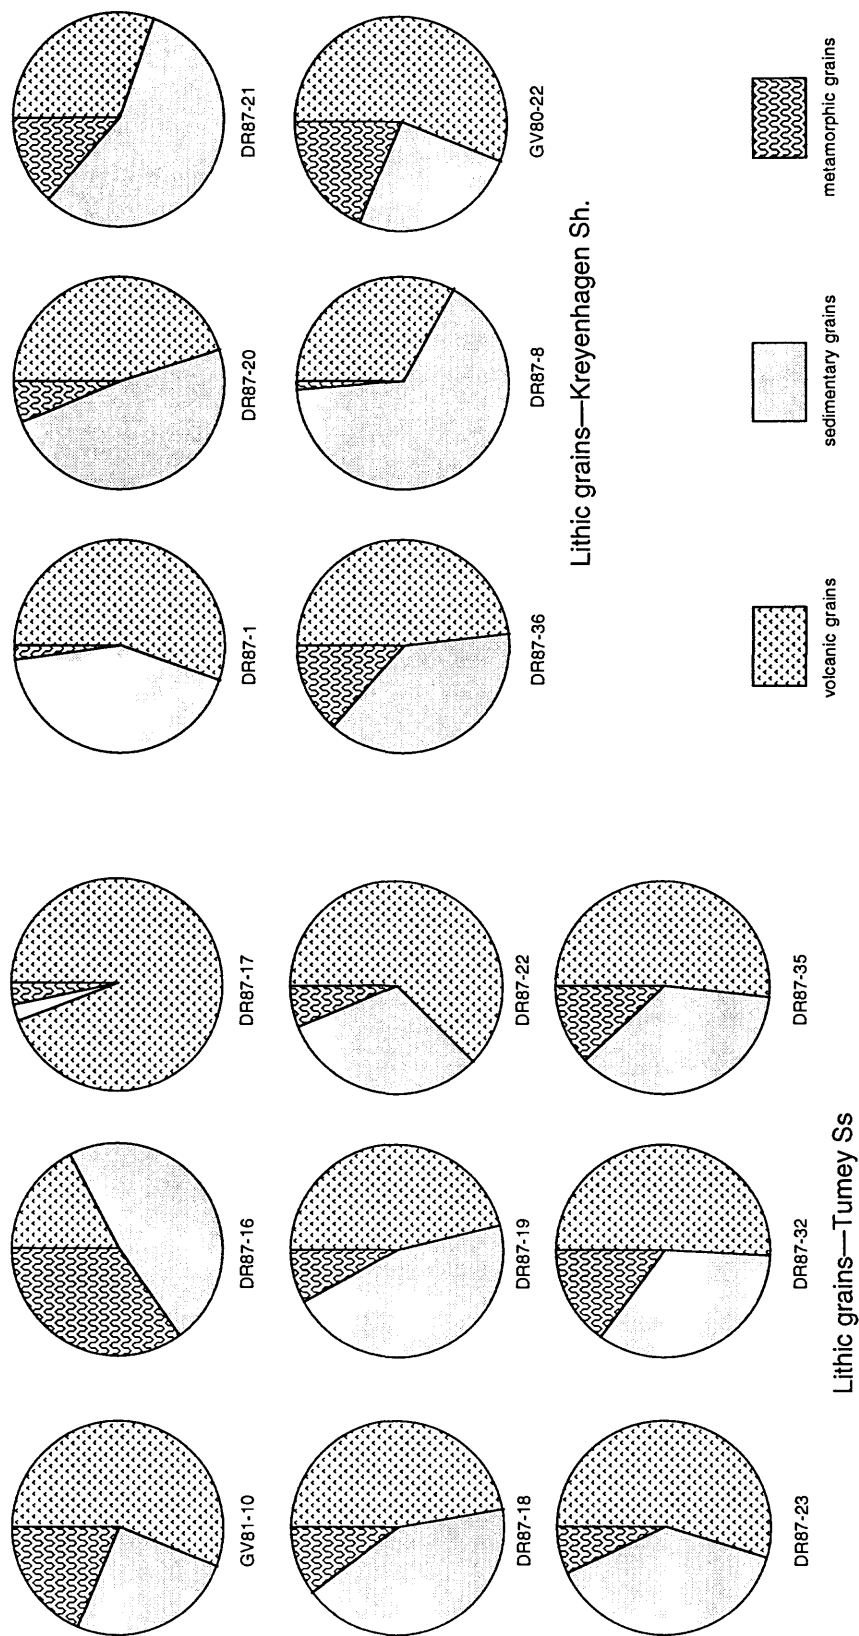 GV81-10
DR87-16
DR87-17
DR87-18
DR87-19
DR87-22
DR87-23
DR87-32
DR87-35
Lithic grains—Tumey Ss
DR87-1
DR87-20
DR87-21
DR87-36
DR87-8
GV80-22
Lithic grains—Kreyenhagen Sh.
volcanic grains
sedimentary grains
metamorphic grains